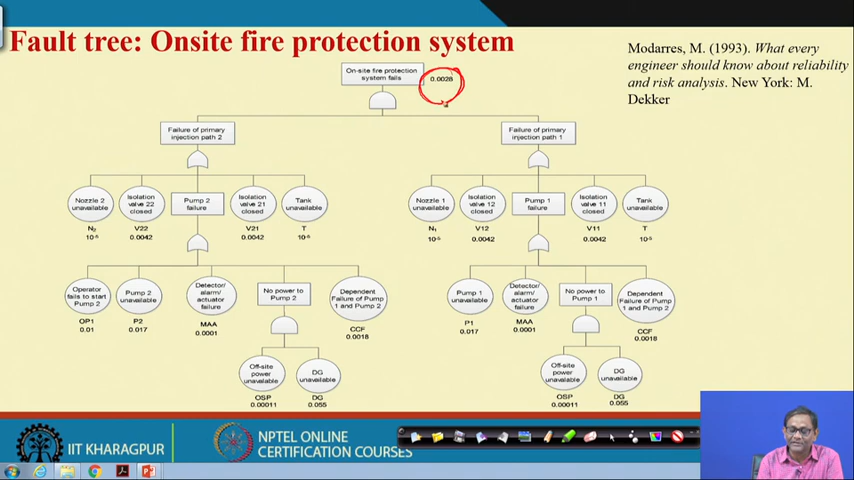 Fault tree: Onsite fire protection system
Modarres, M. (1993). What every
engineer should know about reliability
and risk analysis. New York: M.
Dekker
On-site fire protection
system fails
0.0028
Failure of primary
injection path 2
Failure of primary
injection path 1
Nozzle 2
unavailable
Isolation
valve 22
closed
Pump 2
failure
Isolation
valve 21
closed
Tank
unavailable
Nozzle 1
unavailable
Isolation
valve 12
closed
Pump 1
failure
Isolation
valve 11
closed
Tank
unavailable
N₂
10⁻⁵
V22
0.0042
V21
0.0042
T
10⁻⁵
N₁
10⁻⁵
V12
0.0042
V11
0.0042
T
10⁻⁵
Operator
fails to start
Pump 2
Pump 2
unavailable
Detector/
alarm/
actuator
failure
No power to
Pump 2
Dependent
Failure of Pump
1 and Pump 2
Pump 1
unavailable
Detector/
alarm/
actuator
failure
No power to
Pump 1
Dependent
Failure of Pump
1 and Pump 2
OP1
0.01
P2
0.017
MAA
0.0001
CCF
0.0018
P1
0.017
MAA
0.0001
CCF
0.0018
Off-site
power
unavailable
DG
unavailable
Off-site
power
unavailable
DG
unavailable
OSP
0.00011
DG
0.055
OSP
0.00011
DG
0.055
IIT KHARAGPUR
NPTEL ONLINE
CERTIFICATION COURSES